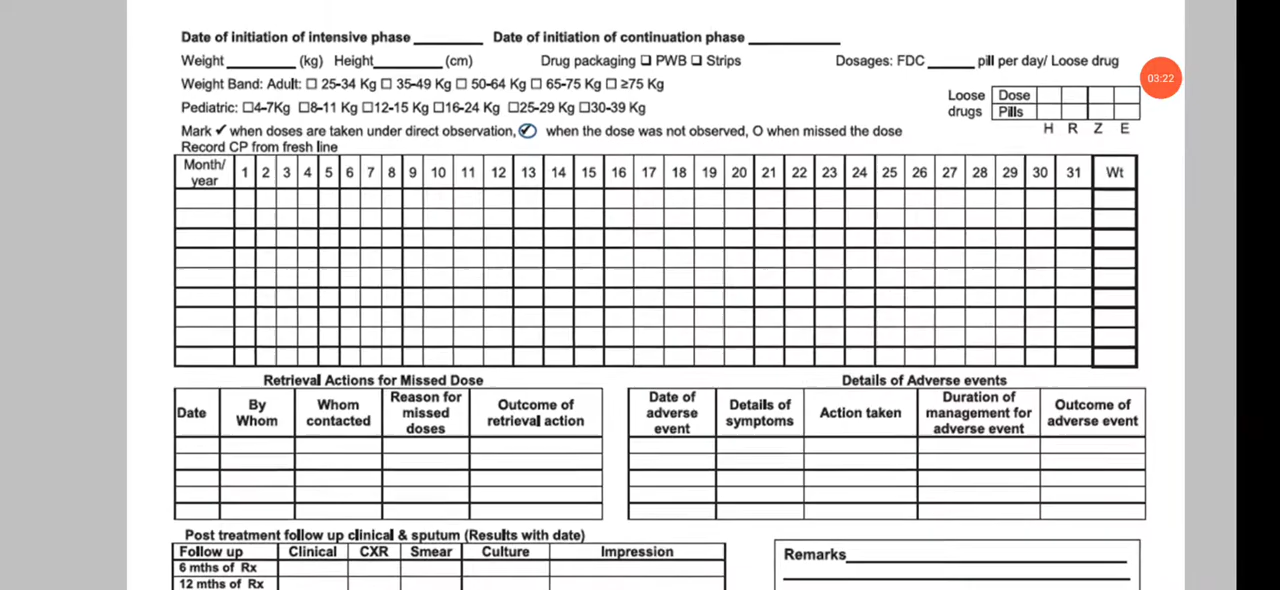 Date of initiation of intensive phase ________ Date of initiation of continuation phase ___________
Weight _________ (kg) Height _________ (cm) Drug packaging ☐ PWB ☐ Strips Dosages: FDC ______ pill per day/ Loose drug
03:22
Weight Band: Adult: ☐ 25-34 Kg ☐ 35-49 Kg ☐ 50-64 Kg ☐ 65-75 Kg ☐ ≥75 Kg
Pediatric: ☐4-7Kg ☐8-11 Kg ☐12-15 Kg ☐16-24 Kg ☐25-29 Kg ☐30-39 Kg
Loose drugs Dose
Pills
H R Z E
Mark ✔ when doses are taken under direct observation, ✔ when the dose was not observed, O when missed the dose
Record CP from fresh line
Month/ year 1 2 3 4 5 6 7 8 9 10 11 12 13 14 15 16 17 18 19 20 21 22 23 24 25 26 27 28 29 30 31 Wt
Retrieval Actions for Missed Dose
Date By Whom Whom contacted Reason for missed doses Outcome of retrieval action
Details of Adverse events
Date of adverse event Details of symptoms Action taken Duration of management for adverse event Outcome of adverse event
Post treatment follow up clinical & sputum (Results with date)
Follow up Clinical CXR Smear Culture Impression
6 mths of Rx
12 mths of Rx
Remarks